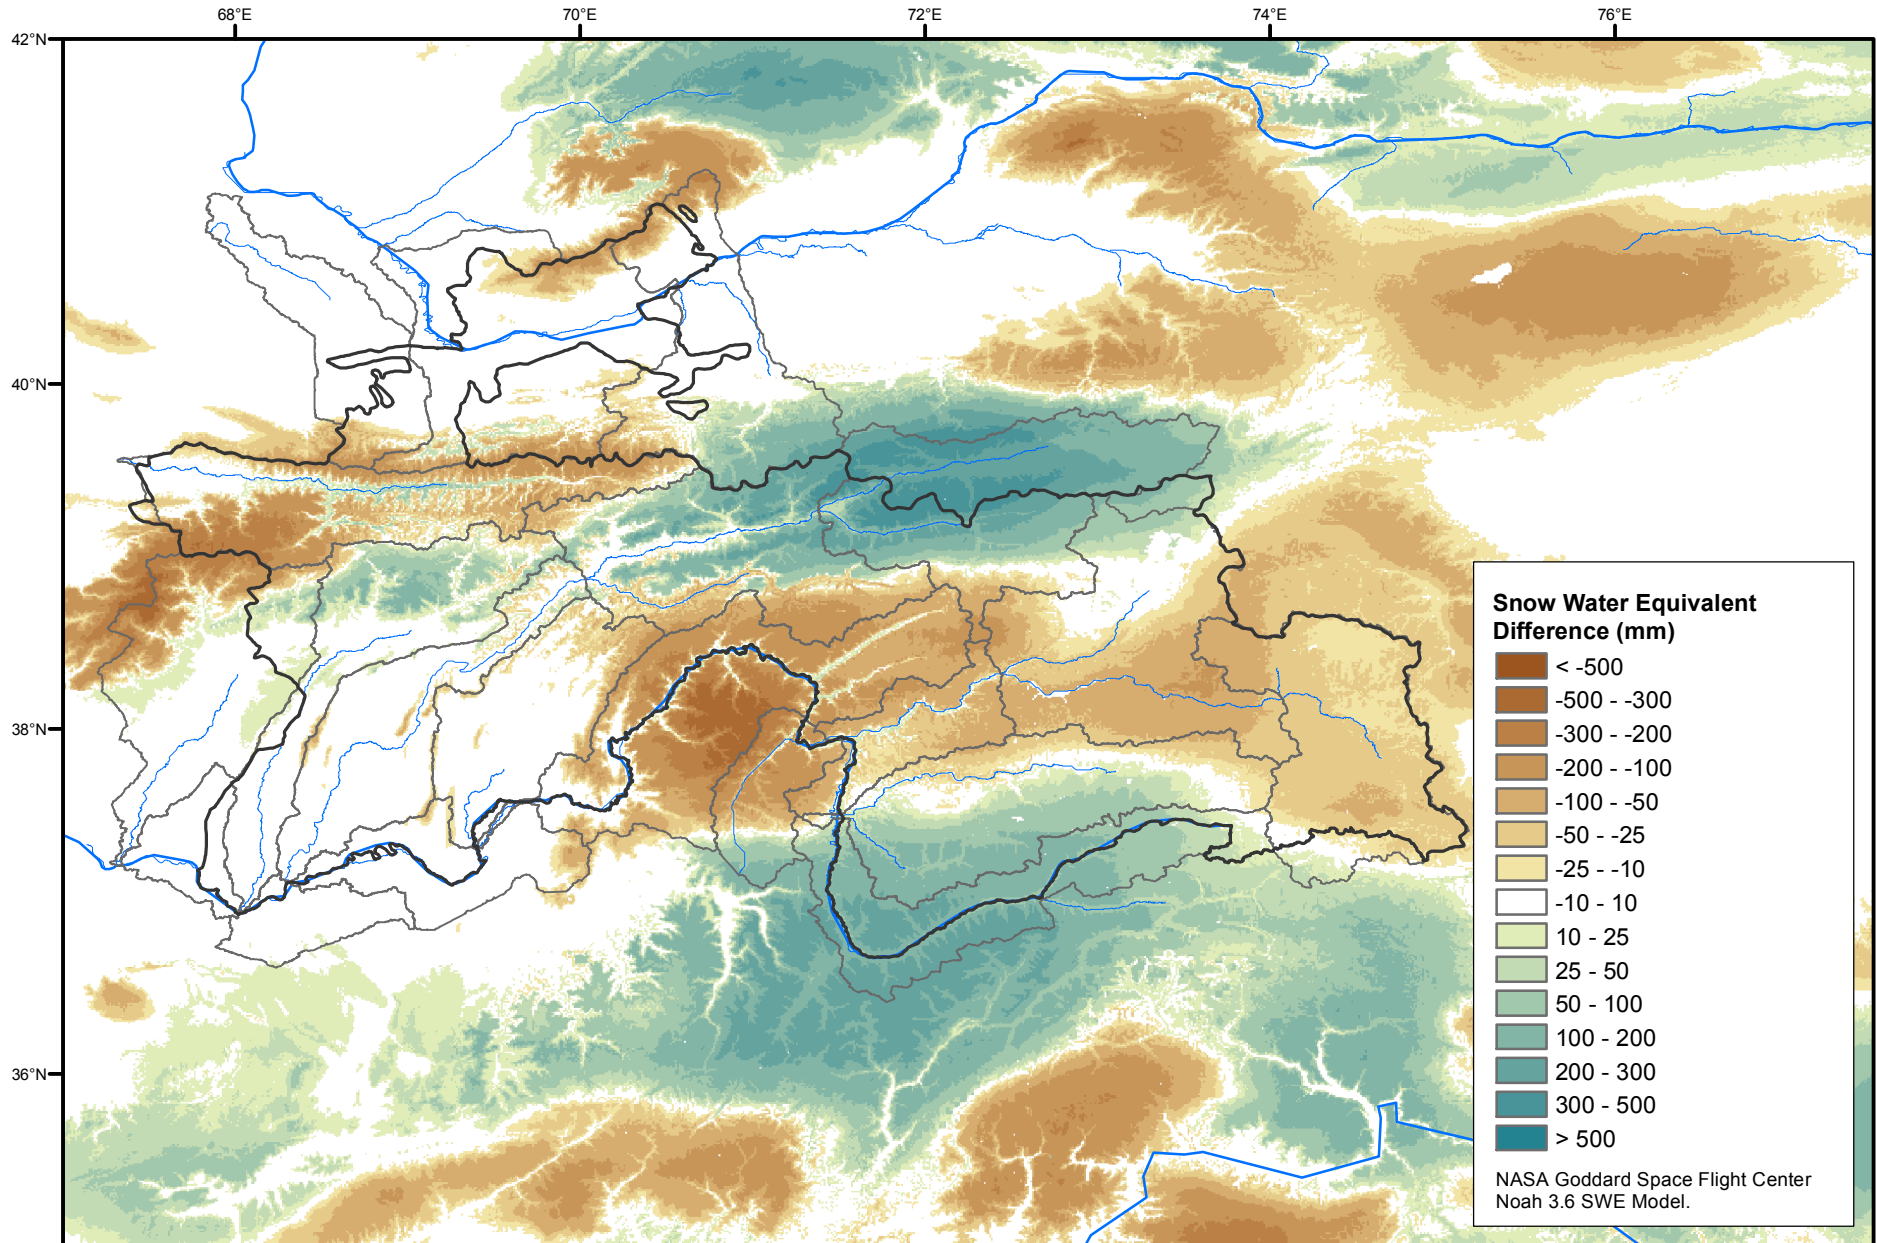 68°E 70°E 72°E 74°E 76°E
42°N
40°N
38°N
36°N
Snow Water Equivalent
Difference (mm)
< -500
-500 - -300
-300 - -200
-200 - -100
-100 - -50
-50 - -25
-25 - -10
-10 - 10
10 - 25
25 - 50
50 - 100
100 - 200
200 - 300
300 - 500
> 500
NASA Goddard Space Flight Center
Noah 3.6 SWE Model.